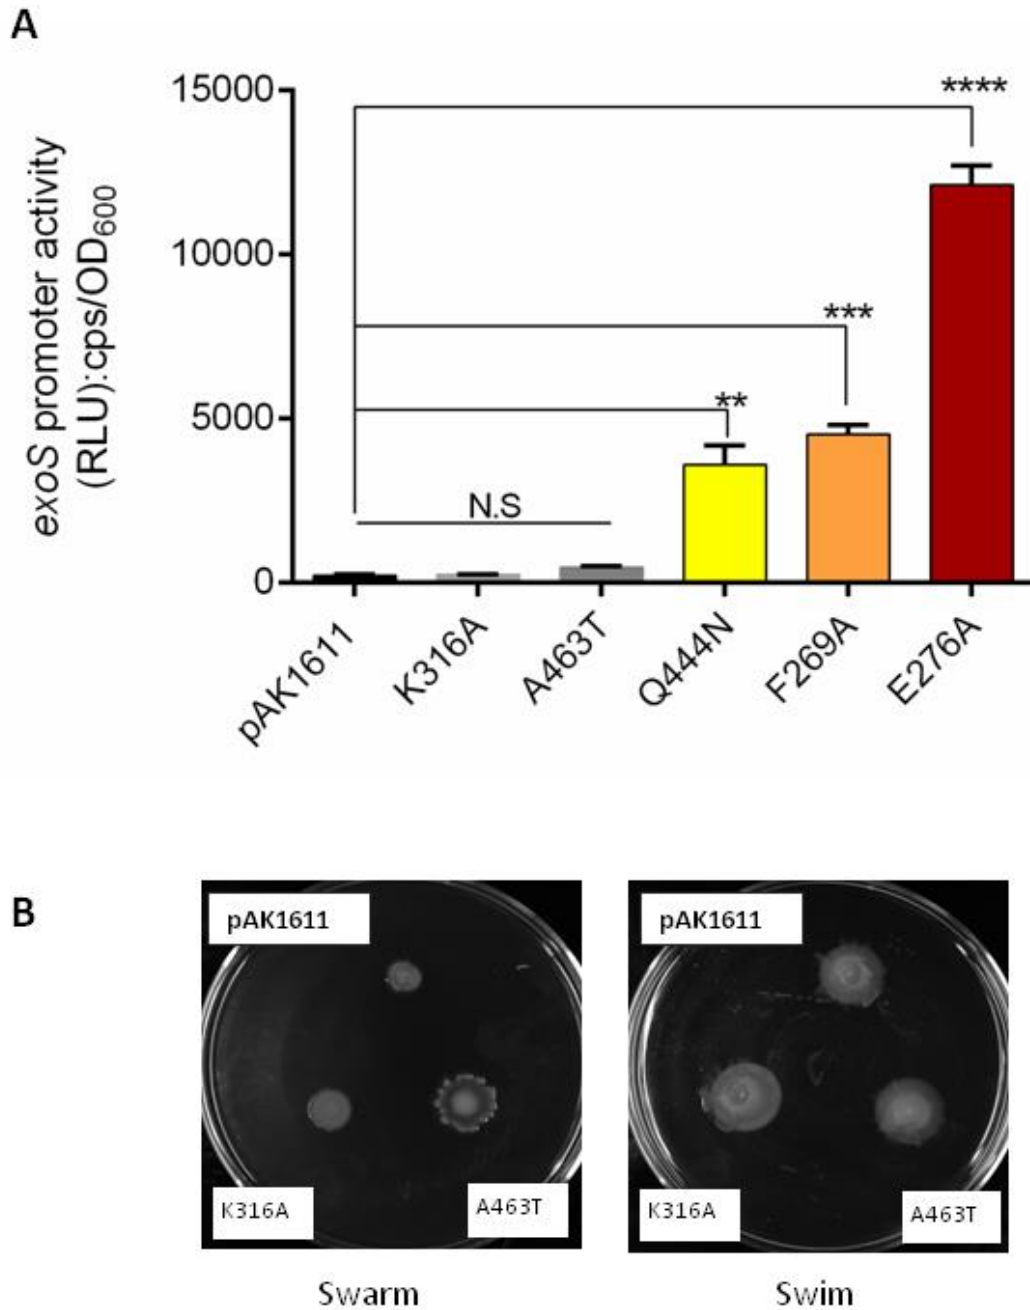 A
exoS promoter activity
(RLU):cps/OD600
15000
10000
5000
0
****
***
**
N.S
pAK1611
K316A
A463T
Q444N
F269A
E276A
B
pAK1611
K316A
A463T
Swarm
pAK1611
K316A
A463T
Swim